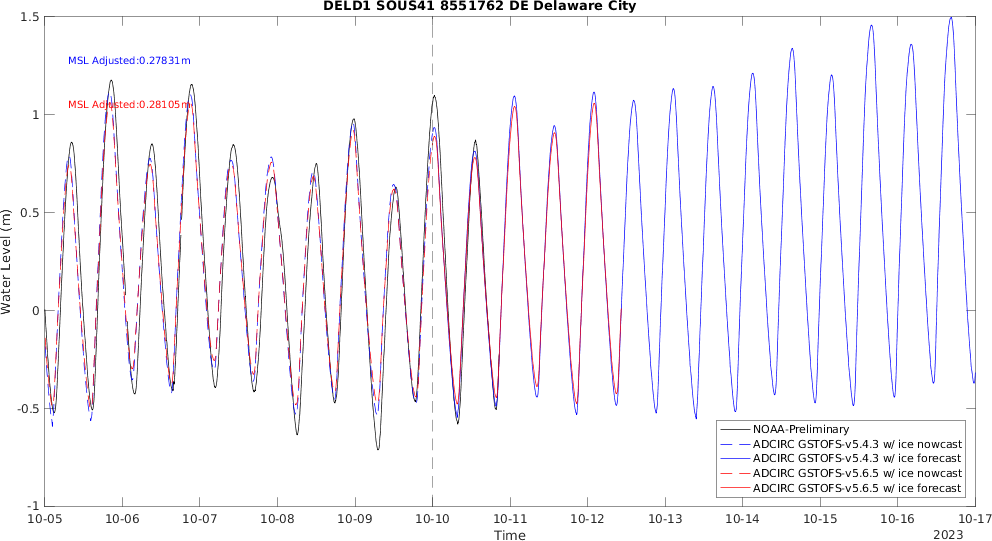 DELD1 SOUS41 8551762 DE Delaware City
MSL Adjusted:0.27831m
MSL Adjusted:0.28105m
Water Level (m)
1.5
1
0.5
0
-0.5
-1
10-05 10-06 10-07 10-08 10-09 10-10 10-11 10-12 10-13 10-14 10-15 10-16 10-17
Time
2023
NOAA-Preliminary
ADCIRC GSTOFS-v5.4.3 w/ ice nowcast
ADCIRC GSTOFS-v5.4.3 w/ ice forecast
ADCIRC GSTOFS-v5.6.5 w/ ice nowcast
ADCIRC GSTOFS-v5.6.5 w/ ice forecast